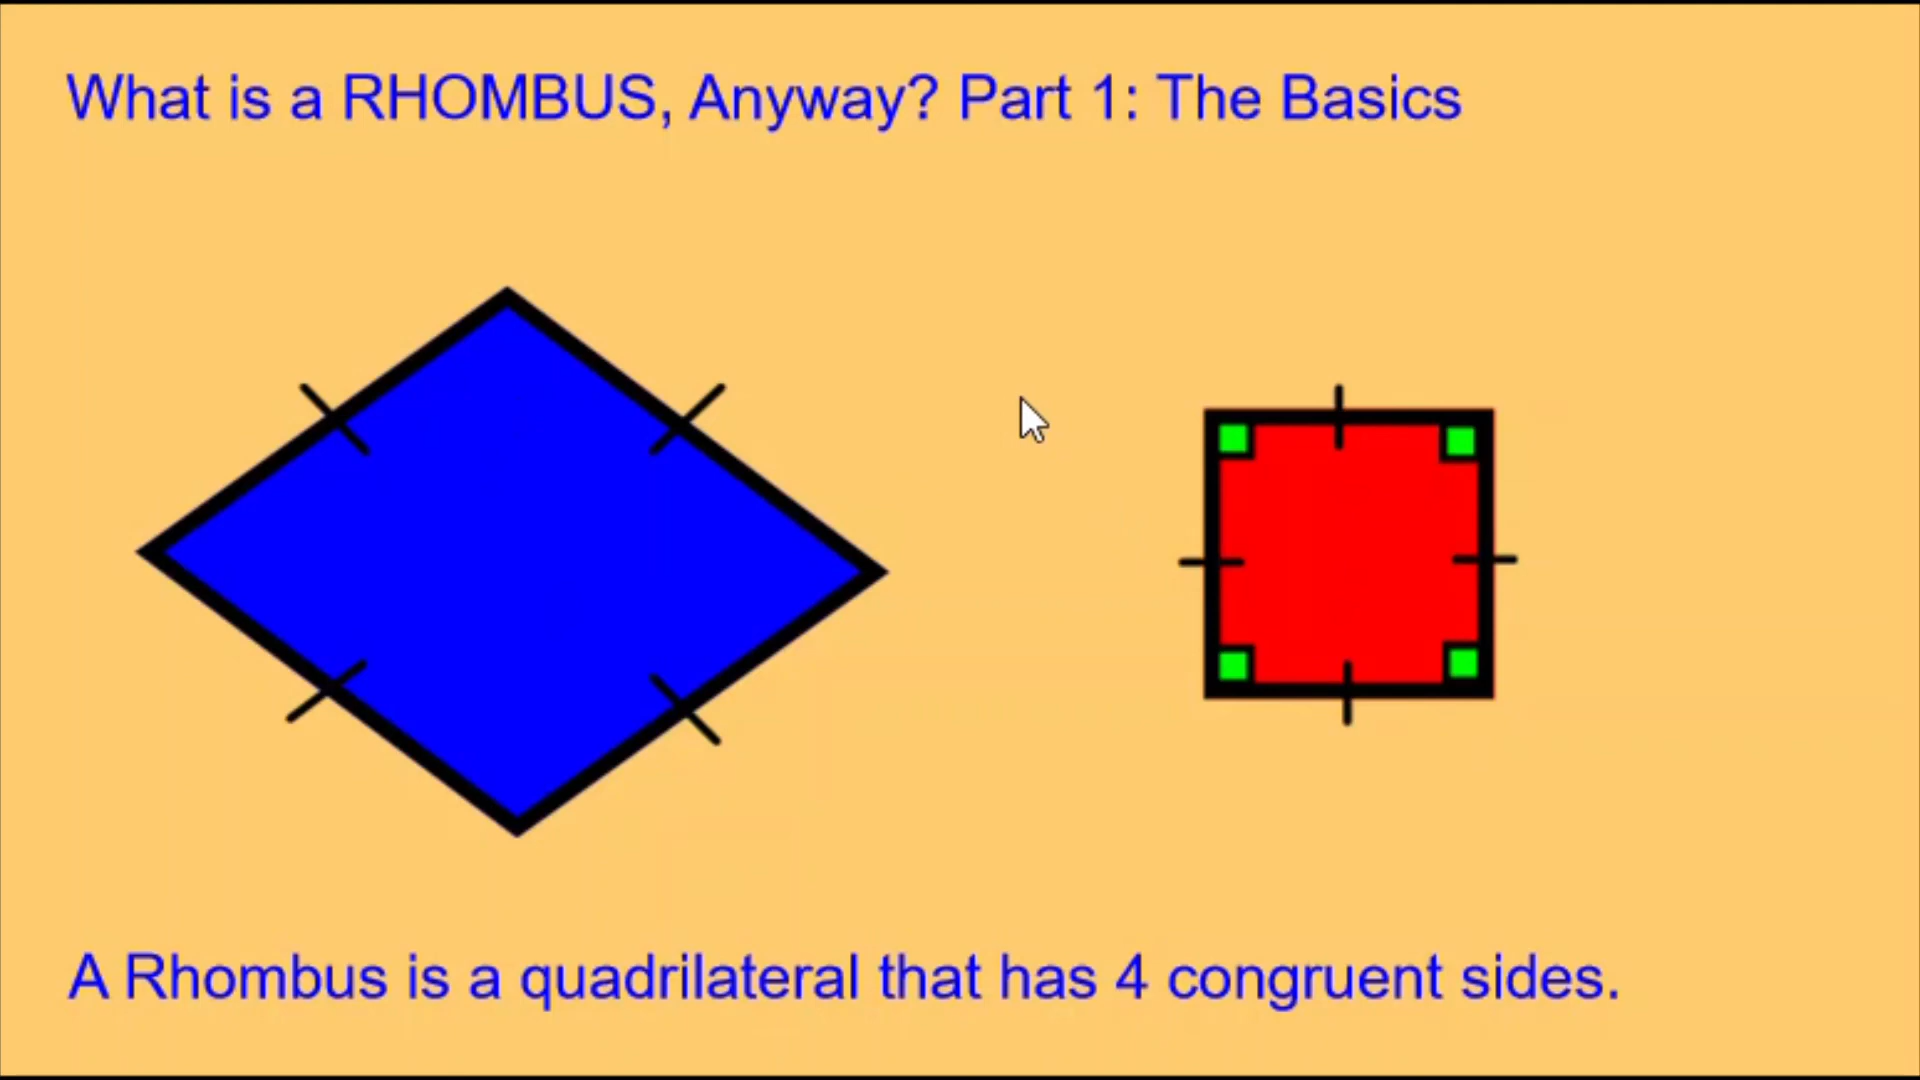 What is a RHOMBUS, Anyway? Part 1: The Basics
A Rhombus is a quadrilateral that has 4 congruent sides.